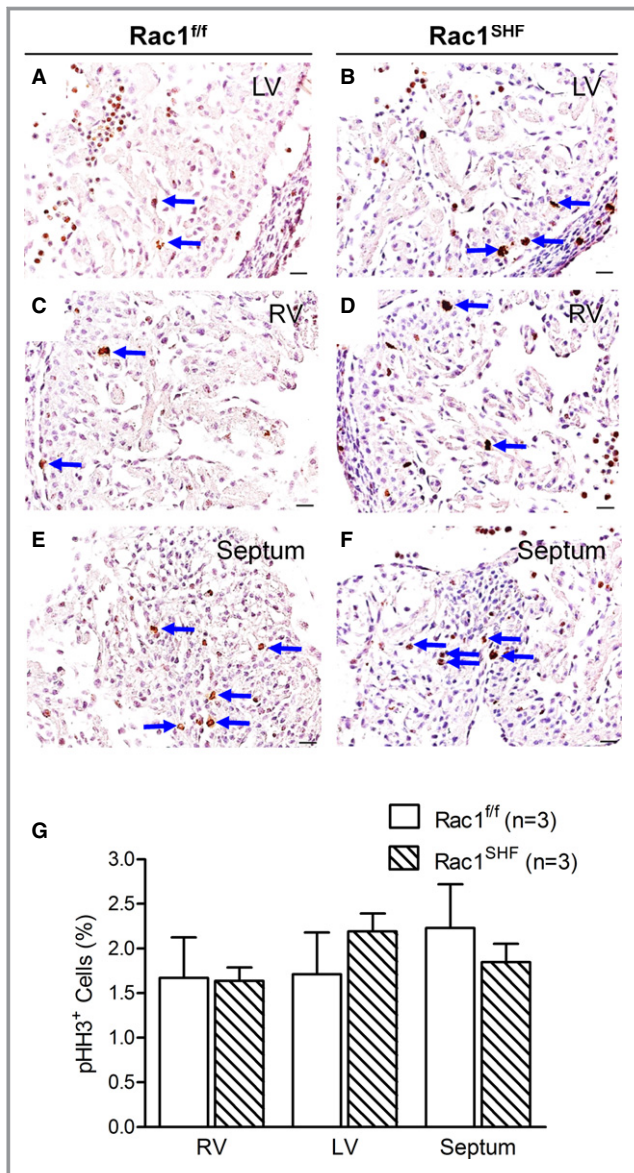 Rac1f/f
Rac1SHF
A
LV
B
LV
C
RV
D
RV
E
Septum
F
Septum
G
Rac1f/f (n=3)
Rac1SHF (n=3)
pHH3+ Cells (%)
3.0
2.5
2.0
1.5
1.0
0.5
0.0
RV
LV
Septum